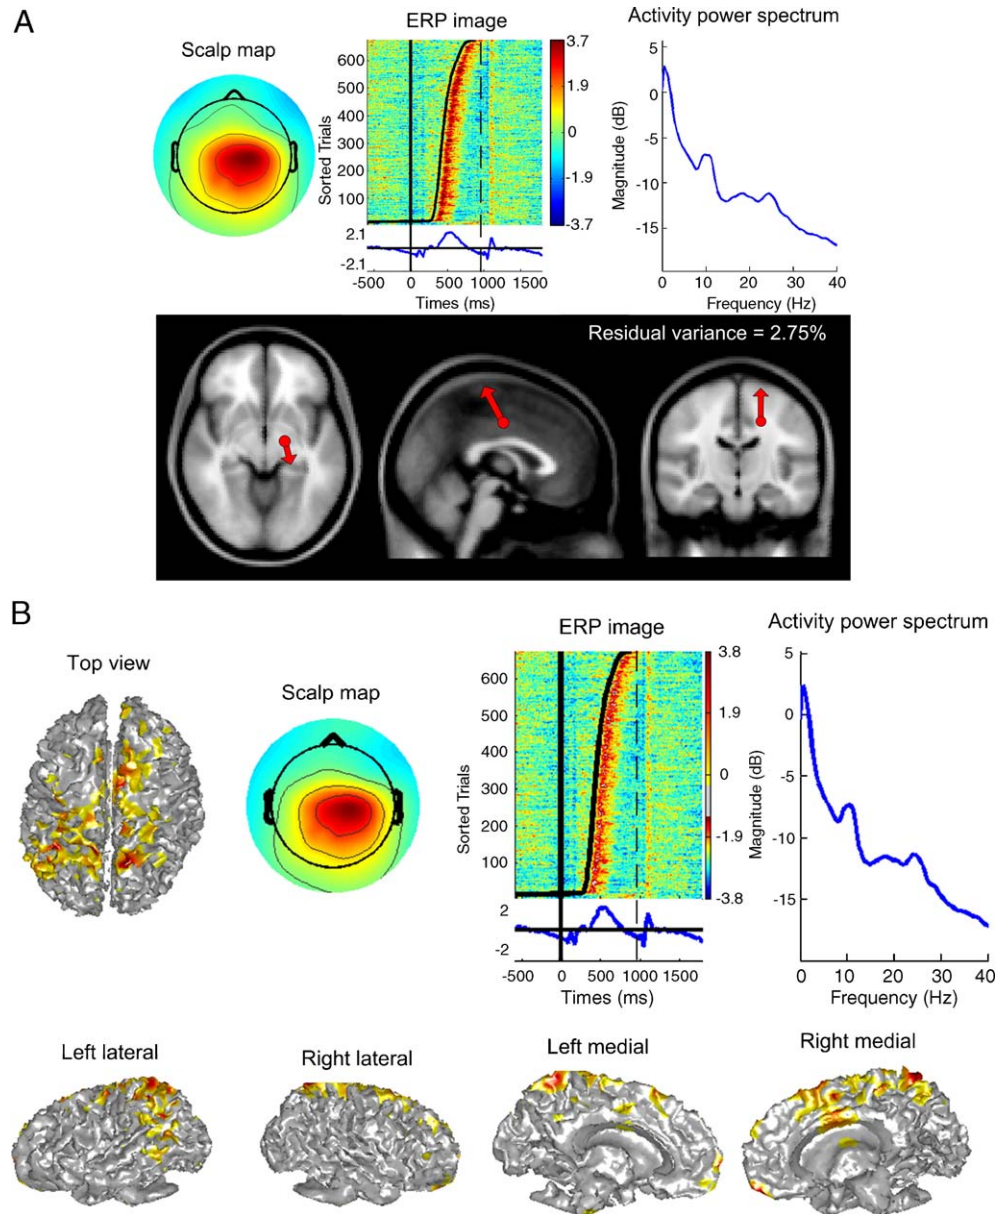 A
Scalp map
ERP image
Activity power spectrum
Sorted Trials
600
500
400
300
200
100
3.7
1.9
0
-1.9
-3.7
2.1
-2.1
-500 0 500 1000 1500
Times (ms)
Magnitude (dB)
5
0
-5
-10
-15
0 10 20 30 40
Frequency (Hz)
Residual variance = 2.75%
B
Top view
Scalp map
ERP image
Activity power spectrum
Sorted Trials
600
500
400
300
200
100
3.8
1.9
0
-1.9
-3.8
2
-2
-500 0 500 1000 1500
Times (ms)
Magnitude (dB)
5
0
-5
-10
-15
0 10 20 30 40
Frequency (Hz)
Left lateral
Right lateral
Left medial
Right medial